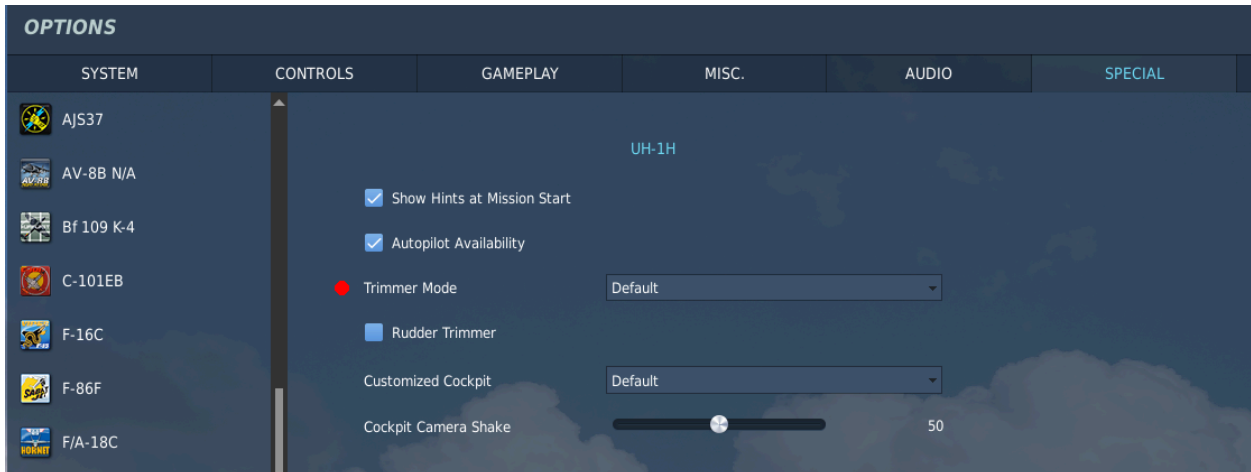 OPTIONS
SYSTEM CONTROLS GAMEPLAY MISC. AUDIO SPECIAL
AJS37
AV-8B N/A
Bf 109 K-4
C-101EB
F-16C
F-86F
F/A-18C
UH-1H
Show Hints at Mission Start
Autopilot Availability
Trimmer Mode Default
Rudder Trimmer
Customized Cockpit Default
Cockpit Camera Shake 50